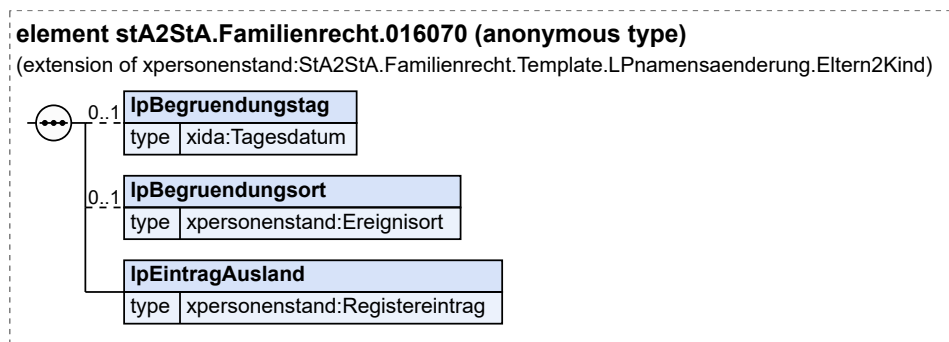 element stA2StA.Familienrecht.016070 (anonymous type)
(extension of xpersonenstand:StA2StA.Familienrecht.Template.LPnamensaenderung.Eltern2Kind)
0..1 lpBegruendungstag
type xida:Tagesdatum
0..1 lpBegruendungsort
type xpersonenstand:Ereignisort
lpEintragAusland
type xpersonenstand:Registereintrag